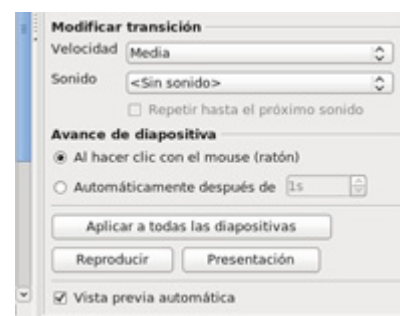 Modificar transición
Velocidad Media
Sonido <Sin sonido>
Repetir hasta el próximo sonido
Avance de diapositiva
Al hacer clic con el mouse (ratón)
Automáticamente después de 1s
Aplicar a todas las diapositivas
Reproducir Presentación
Vista previa automática